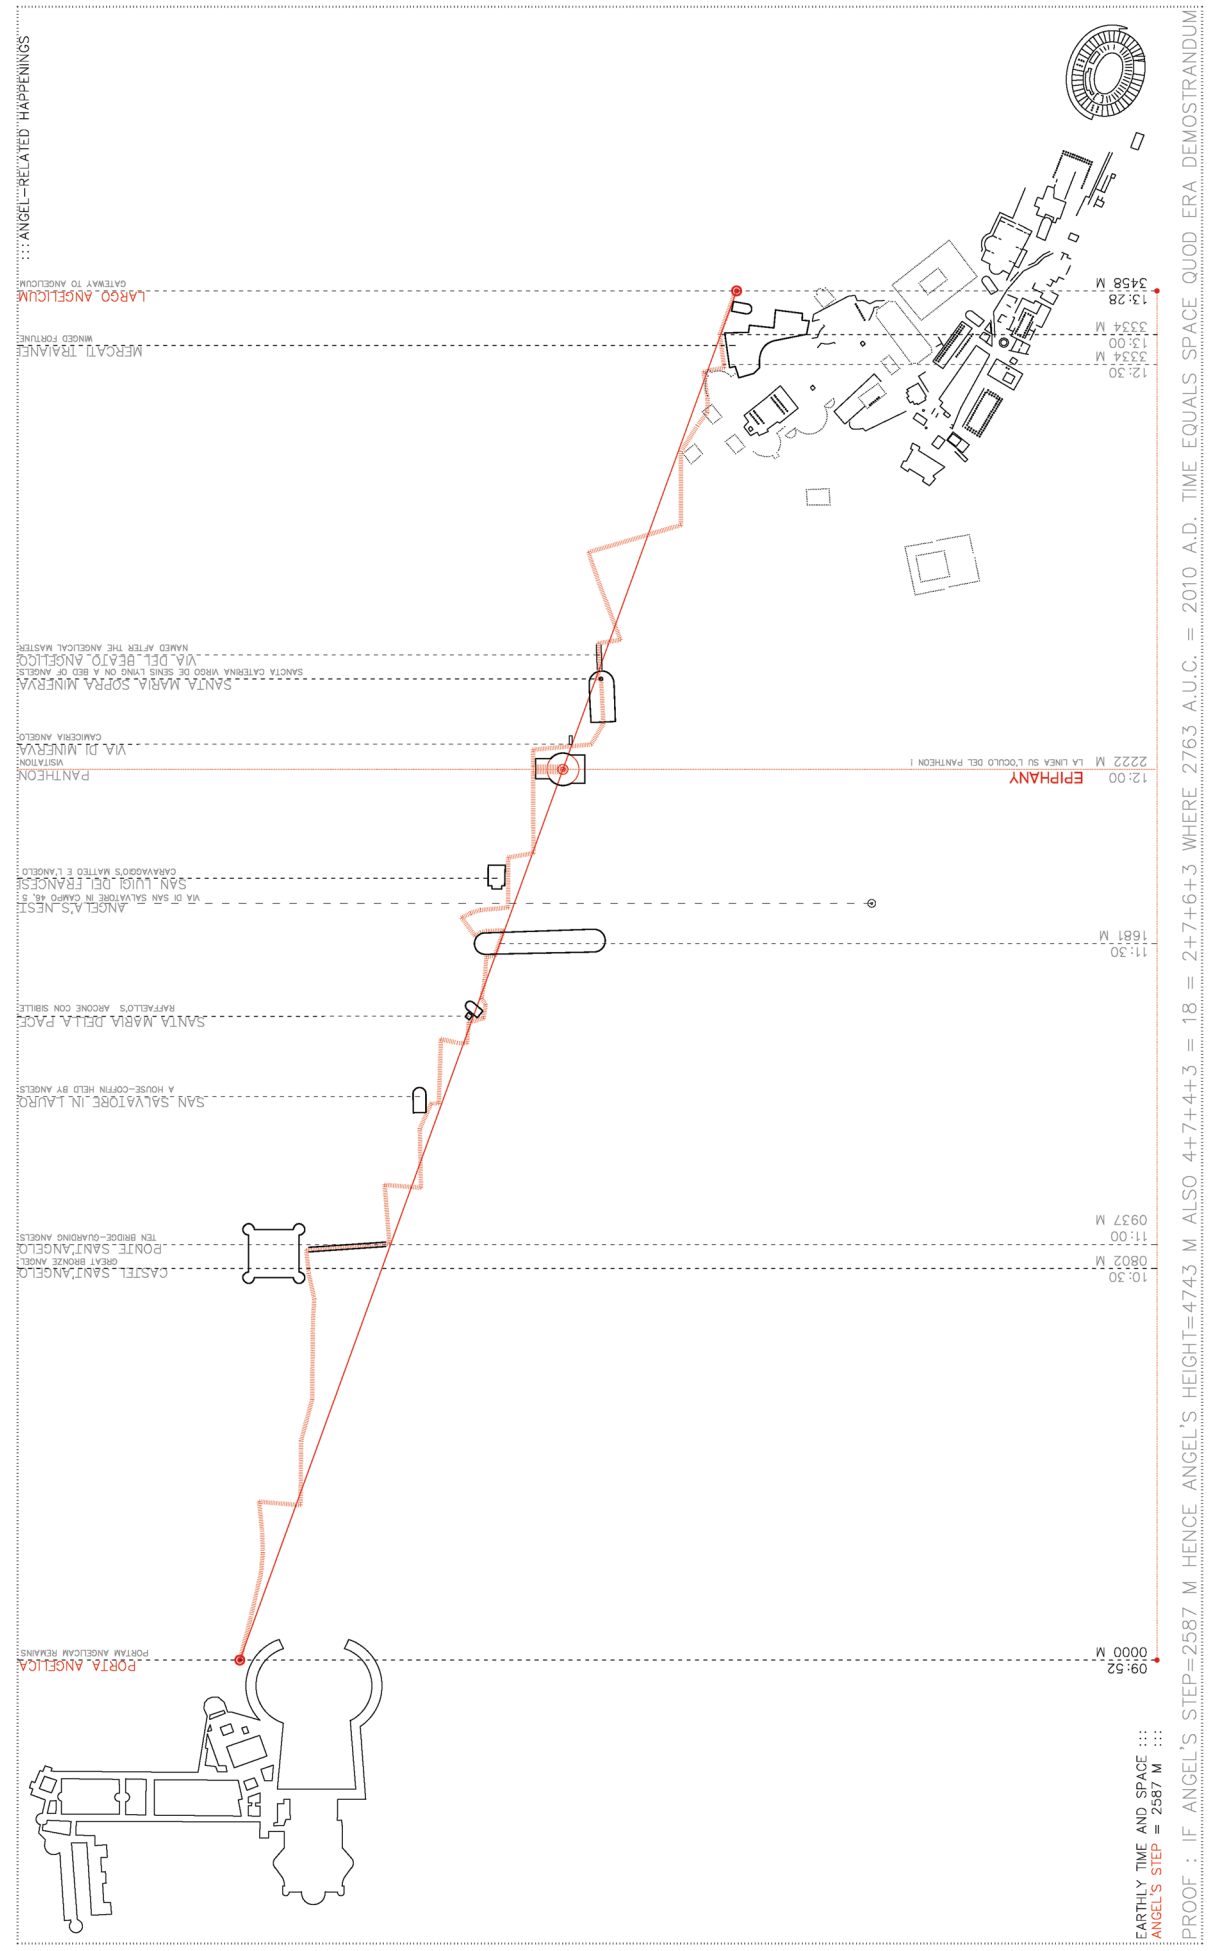 :::ANGEL-RELATED HAPPENINGS
PORTA ANGELICA
PORTAM ANGELICAM REMAINS
CASTEL SANT'ANGELO
GREAT BRONZE ANGEL
PONTE SANT'ANGELO
TEN BRIDGE-GUARDING ANGELS
SAN SALVATORE IN LAURO
A HOUSE-COFFIN HELD BY ANGELS
SANTA MARIA DELLA PACE
RAFFAELLO'S ARCONE CON SIBILLE
ANGELA'S NEST
VIA DI SAN SALVATORE IN CAMPO 46, 5
SAN LUIGI DEI FRANCESI
CARAVAGGIO'S MATTEO E L'ANGELO
PANTHEON
VISITATION
VIA DI MINERVA
CAMICERIA ANGELO
SANTA MARIA SOPRA MINERVA
SANCTA CATERINA VIRGO DE SENIS LYING ON A BED OF ANGELS
VIA DEL BEATO ANGELICO
NAMED AFTER THE ANGELICAL MASTER
MERCATI TRAIANEI
WINGED FORTUNE
LARGO ANGELICUM
GATEWAY TO ANGELICUM
EARTHLY TIME AND SPACE :::
ANGEL'S STEP = 2587 M :::
09:52
0000 M
10:30
0802 M
11:00
0937 M
11:30
1681 M
12:00
2222 M
EPIPHANY
LA LINEA SU L'OCULO DEL PANTHEON !
12:30
3334 M
13:00
3334 M
13:28
3458 M
PROOF : IF ANGEL'S STEP=2587 M HENCE ANGEL'S HEIGHT=4743 M ALSO 4+7+4+3 = 18 = 2+7+6+3 WHERE 2763 A.U.C. = 2010 A.D. TIME EQUALS SPACE QUOD ERA DEMOSTRANDUM